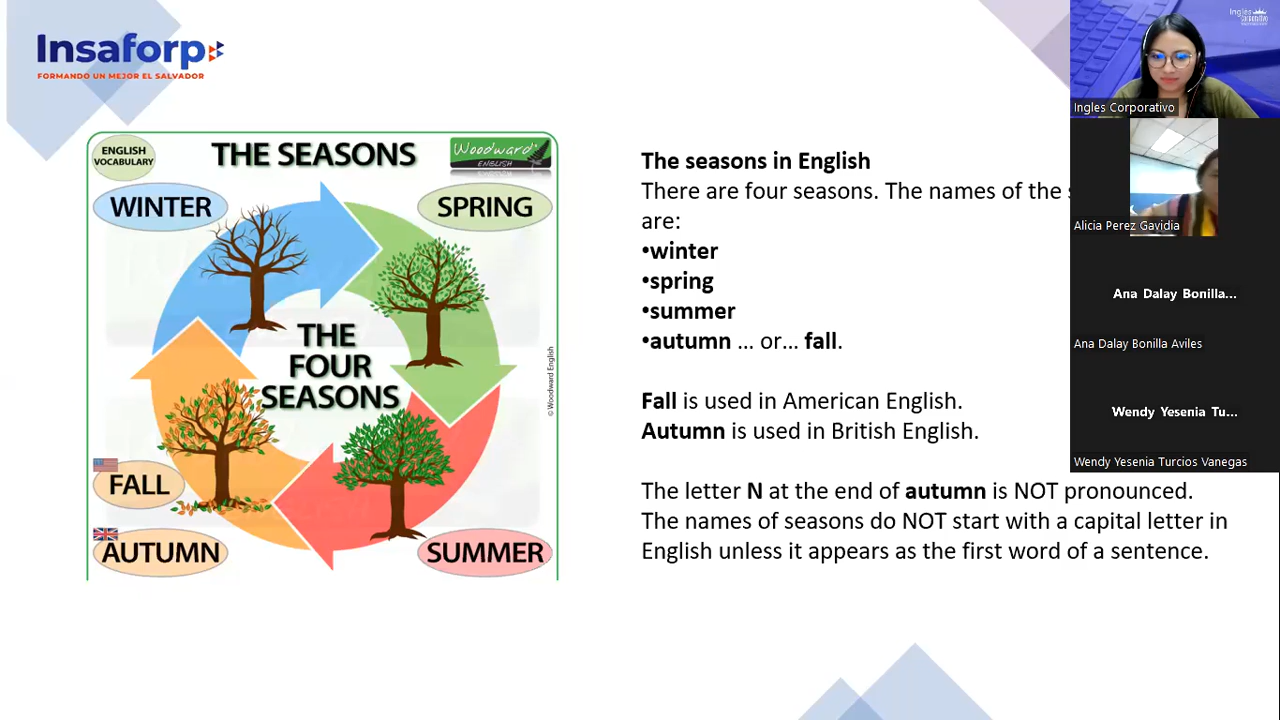 Insaforp
FORMANDO UN MEJOR EL SALVADOR
ENGLISH
VOCABULARY
THE SEASONS
Woodward
ENGLISH
WINTER
SPRING
THE
FOUR
SEASONS
© Woodward English
FALL
AUTUMN
SUMMER
The seasons in English
There are four seasons. The names of the
are:
•winter
•spring
•summer
•autumn ... or... fall.
Fall is used in American English.
Autumn is used in British English.
The letter N at the end of autumn is NOT pronounced.
The names of seasons do NOT start with a capital letter in
English unless it appears as the first word of a sentence.
Ingles
Corporativo
Ingles Corporativo
Alicia Perez Gavidia
Ana Dalay Bonilla...
Ana Dalay Bonilla Aviles
Wendy Yesenia Tu...
Wendy Yesenia Turcios Vanegas